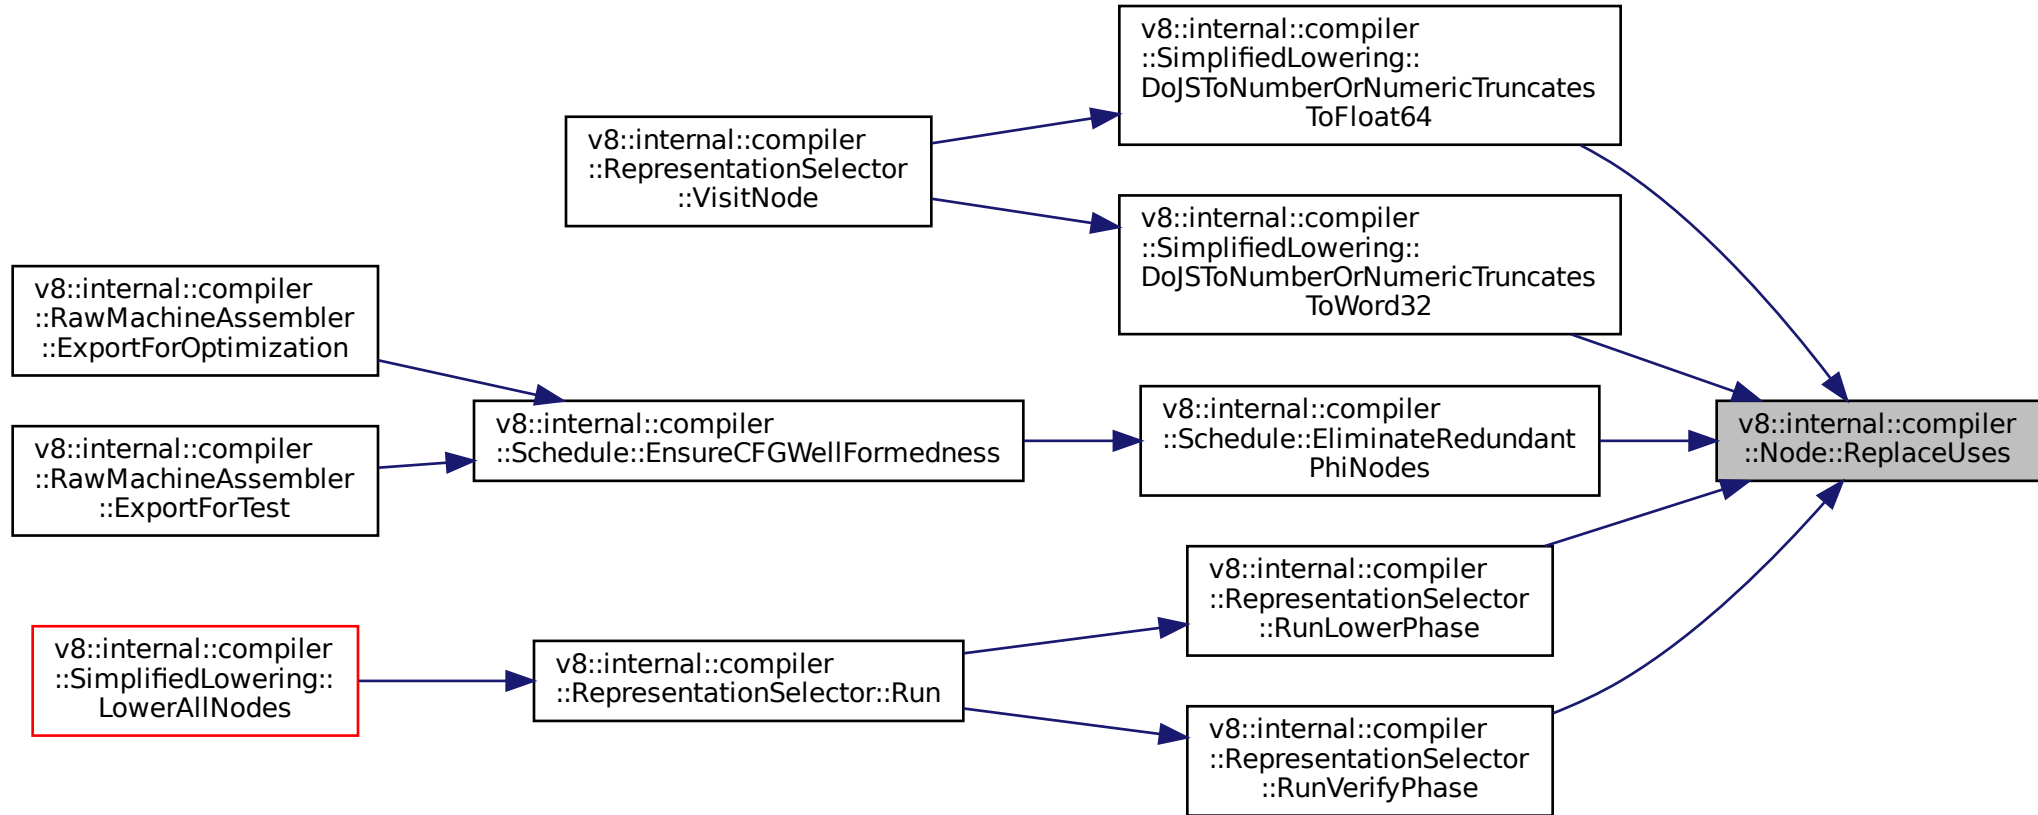 v8::internal::compiler
::SimplifiedLowering::
DoJSToNumberOrNumericTruncates
ToFloat64
v8::internal::compiler
::RepresentationSelector
::VisitNode
v8::internal::compiler
::SimplifiedLowering::
DoJSToNumberOrNumericTruncates
ToWord32
v8::internal::compiler
::RawMachineAssembler
::ExportForOptimization
v8::internal::compiler
::Schedule::EnsureCFGWellFormedness
v8::internal::compiler
::Schedule::EliminateRedundant
PhiNodes
v8::internal::compiler
::Node::ReplaceUses
v8::internal::compiler
::RawMachineAssembler
::ExportForTest
v8::internal::compiler
::RepresentationSelector
::RunLowerPhase
v8::internal::compiler
::SimplifiedLowering::
LowerAllNodes
v8::internal::compiler
::RepresentationSelector::Run
v8::internal::compiler
::RepresentationSelector
::RunVerifyPhase